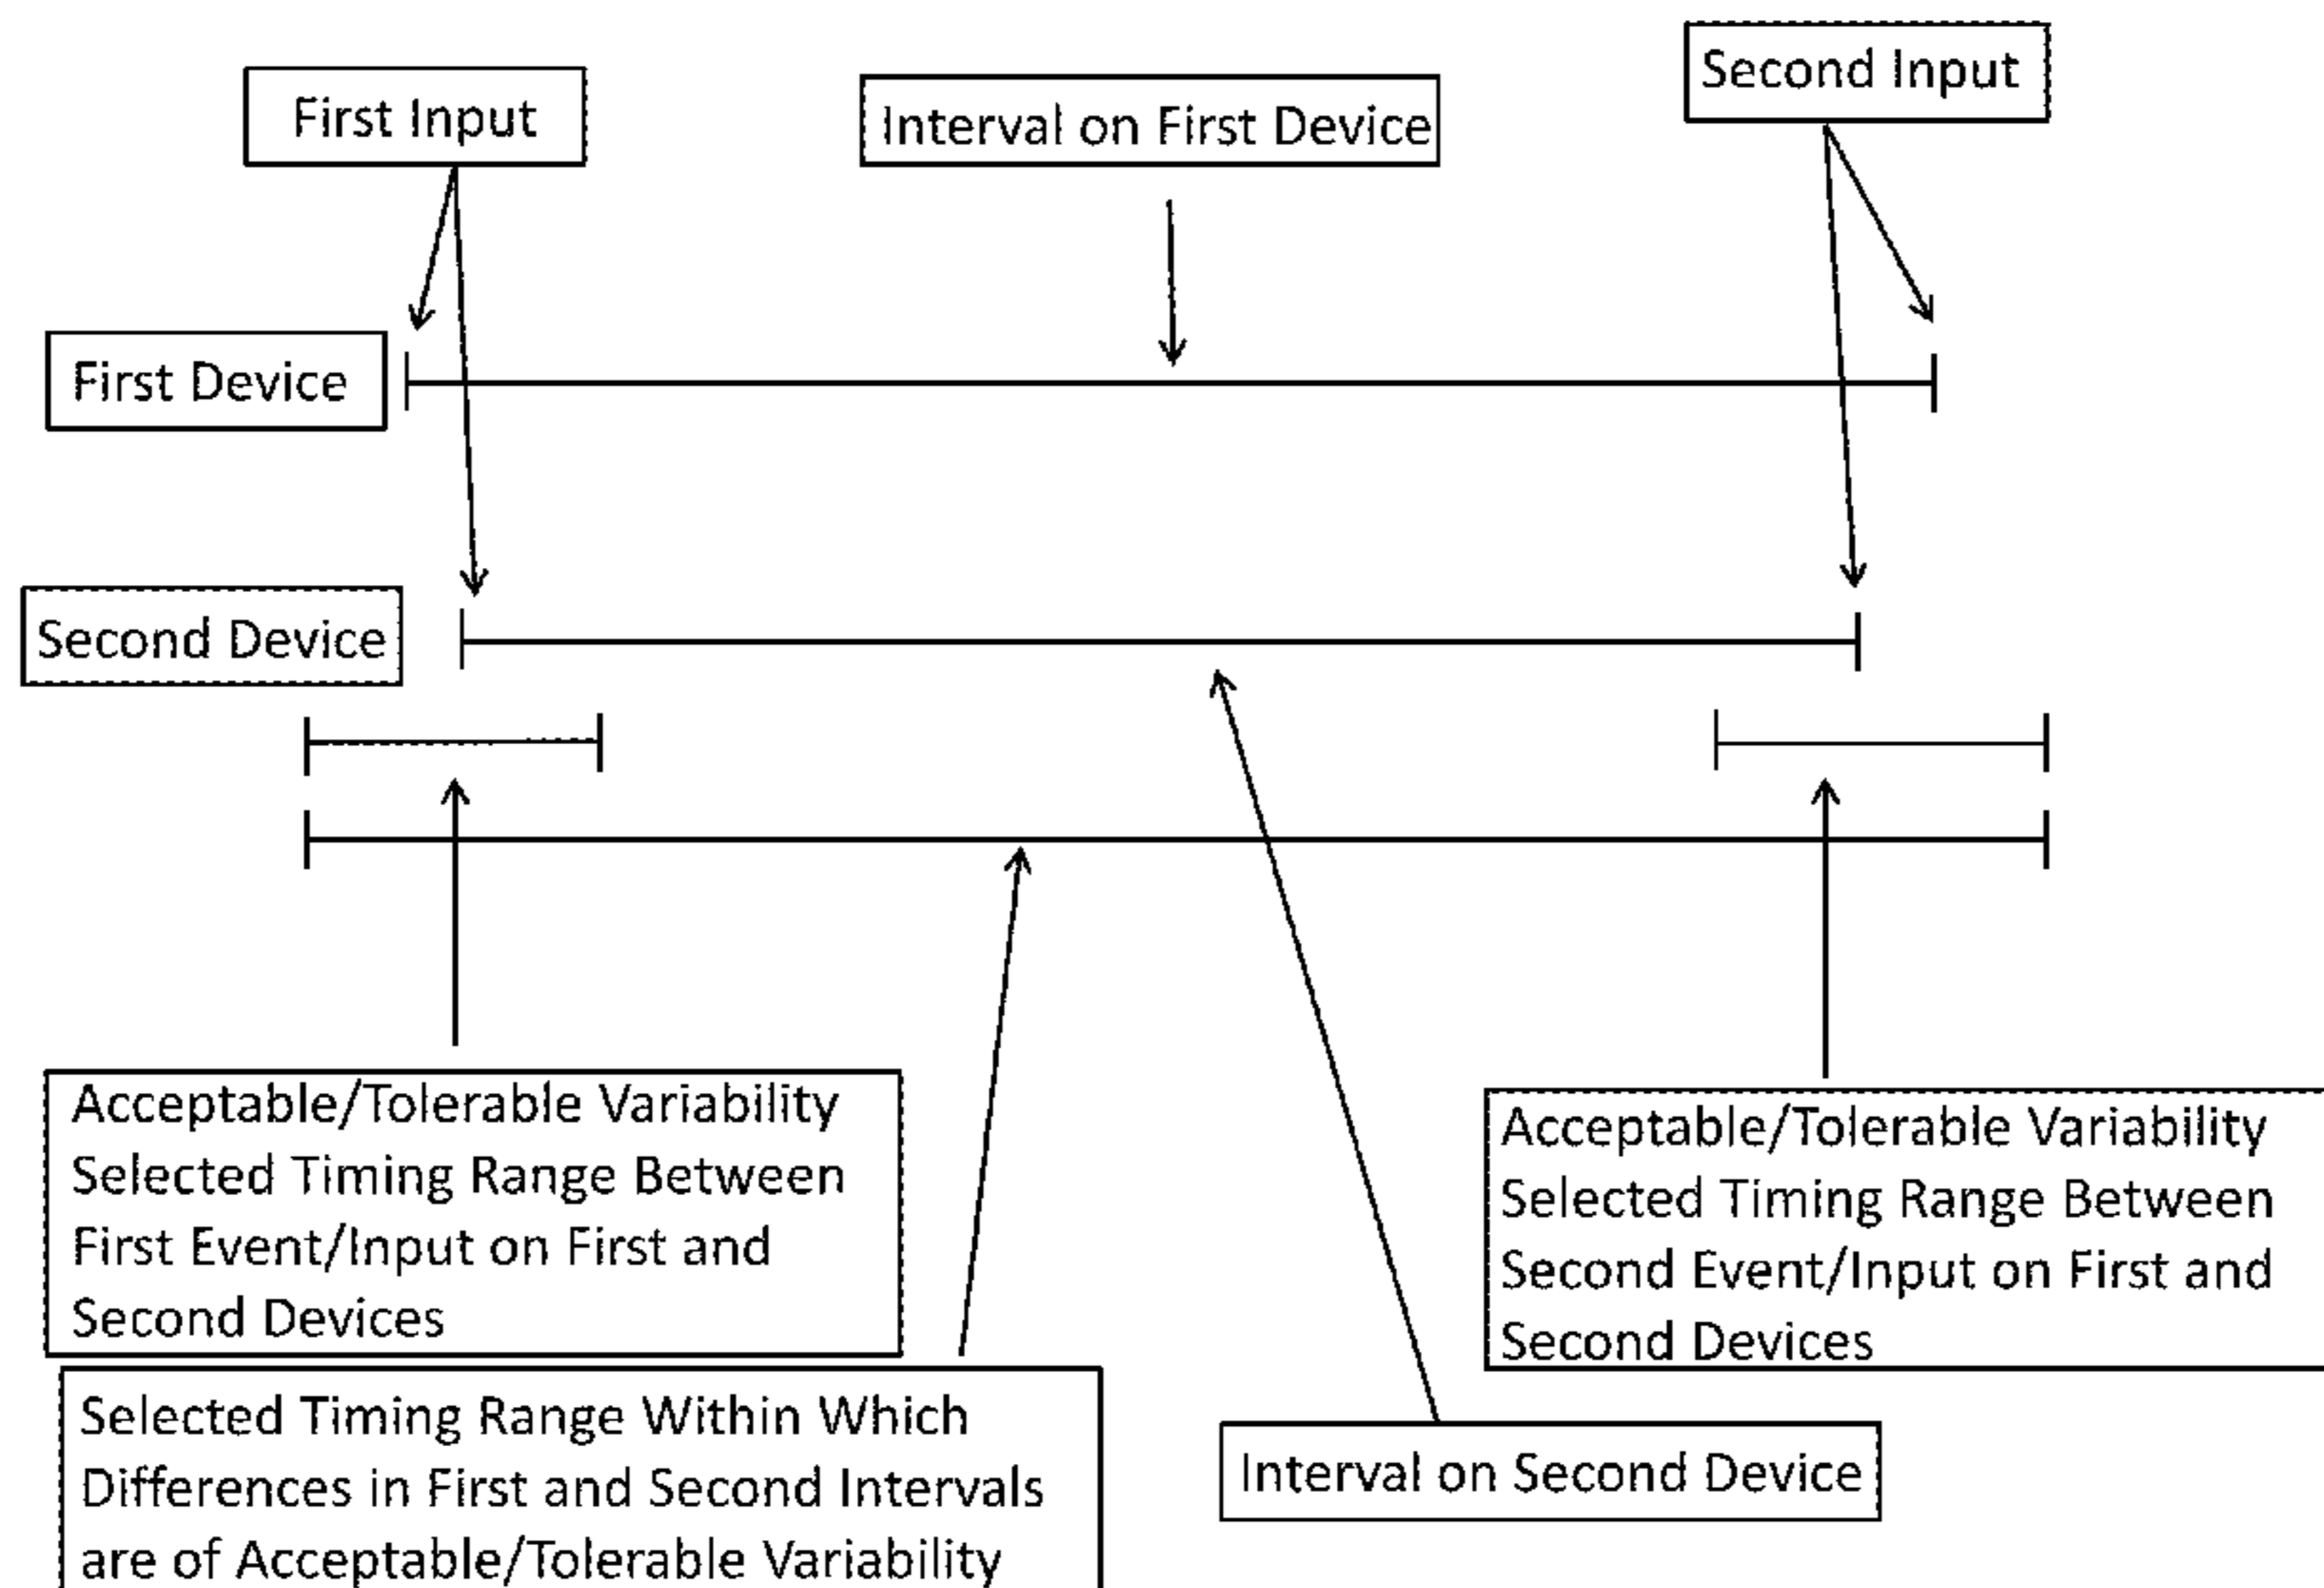 First Input
Interval on First Device
Second Input
First Device
Second Device
Acceptable/Tolerable Variability
Selected Timing Range Between
First Event/Input on First and
Second Devices
Acceptable/Tolerable Variability
Selected Timing Range Between
Second Event/Input on First and
Second Devices
Selected Timing Range Within Which
Differences in First and Second Intervals
are of Acceptable/Tolerable Variability
Interval on Second Device